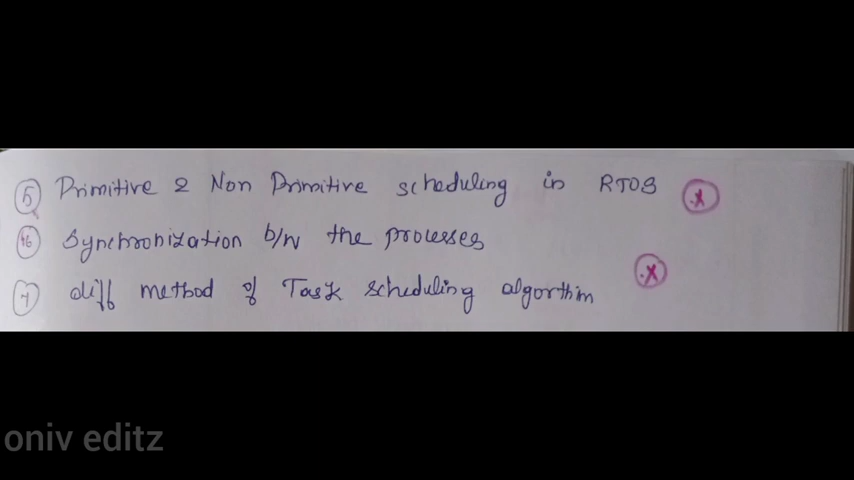 5 Primitive & Non Primitive scheduling in RTOS x
6 Synchronization b/w the processes
7 diff method of Task scheduling algorthim x
oniv editz